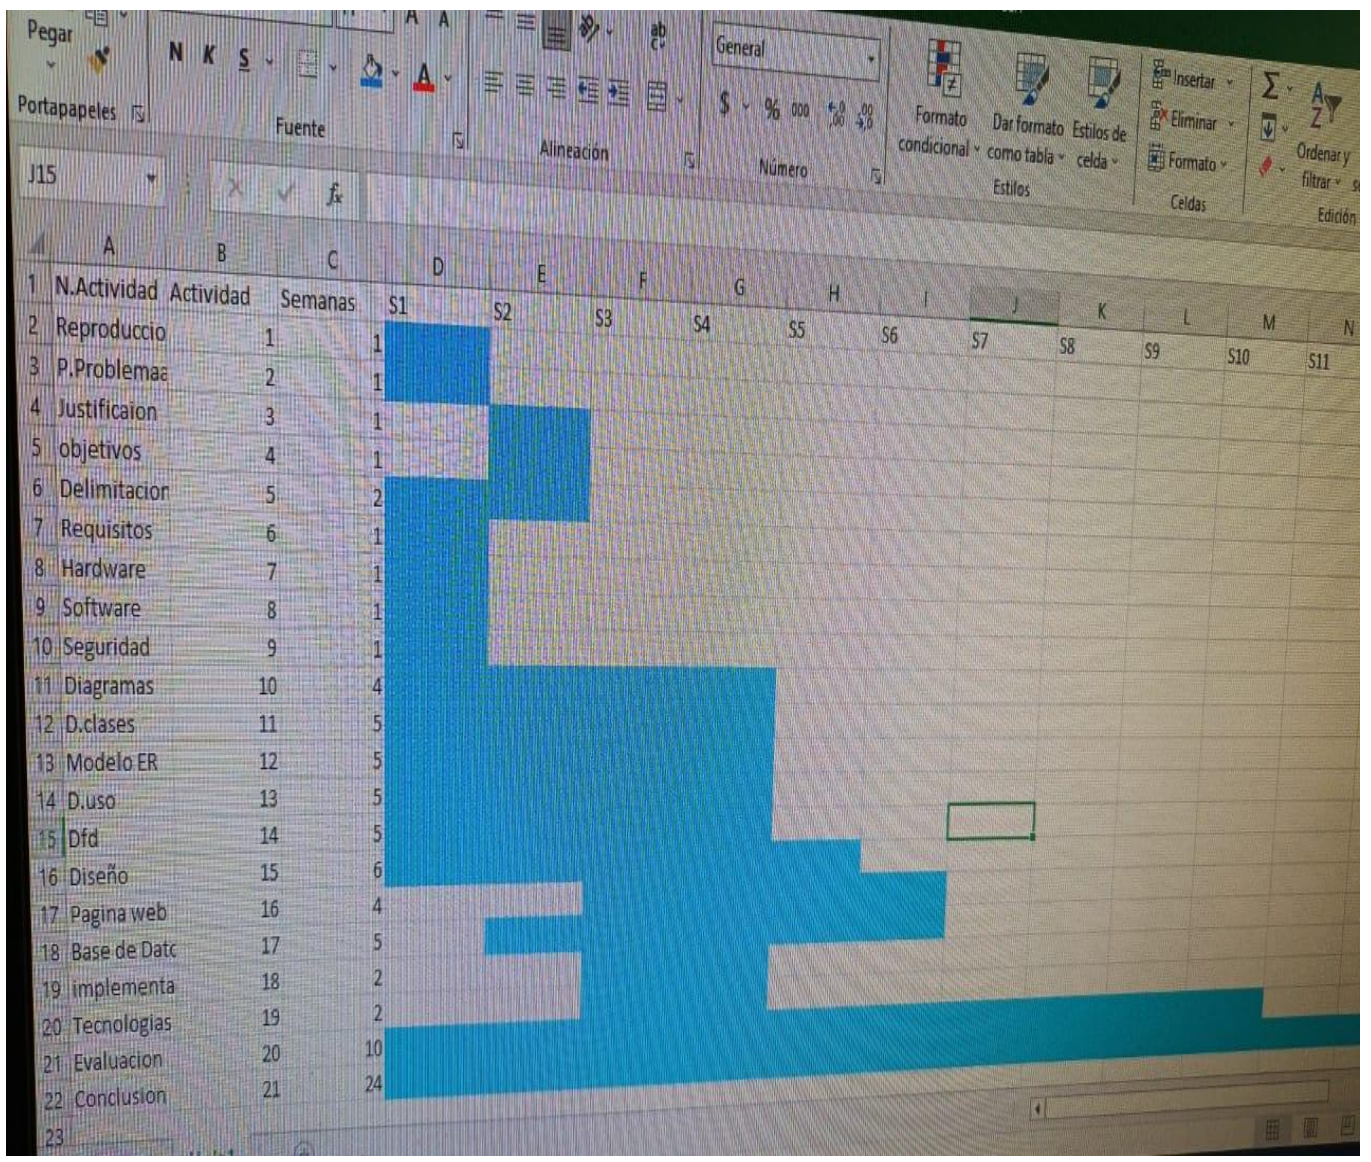 Pegar
N K S
A
A A
ab
General
$ % 000
Formato condicional
Dar formato como tabla
Estilos de celda
Insertar
Eliminar
Formato
Σ
A Z
Ordenar y filtrar
Portapapeles
Fuente
Alineación
Número
Estilos
Celdas
Edición
J15
fx
A B C D E F G H I J K L M N
1 N.Actividad Actividad Semanas S1 S2 S3 S4 S5 S6 S7 S8 S9 S10 S11
2 Reproduccio 1 1
3 P.Problemaa 2 1
4 Justificaion 3 1
5 objetivos 4 1
6 Delimitacion 5 2
7 Requisitos 6 1
8 Hardware 7 1
9 Software 8 1
10 Seguridad 9 1
11 Diagramas 10 4
12 D.clases 11 5
13 Modelo ER 12 5
14 D.uso 13 5
15 Dfd 14 5
16 Diseño 15 6
17 Pagina web 16 4
18 Base de Datc 17 5
19 implementa 18 2
20 Tecnologias 19 2
21 Evaluacion 20 10
22 Conclusion 21 24
23